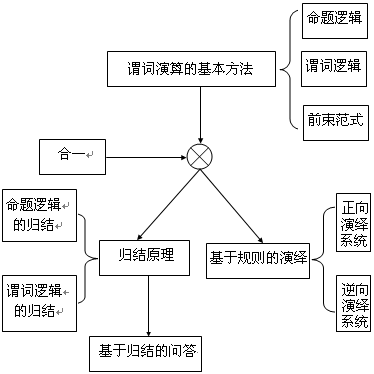 命题逻辑
谓词演算的基本方法
谓词逻辑
前束范式
合一↵
命题逻辑↵
的归结↵
归结原理
基于规则的演绎
正向
演绎
系统
谓词逻辑↵
的归结↵
逆向
演绎
系统
基于归结的问答